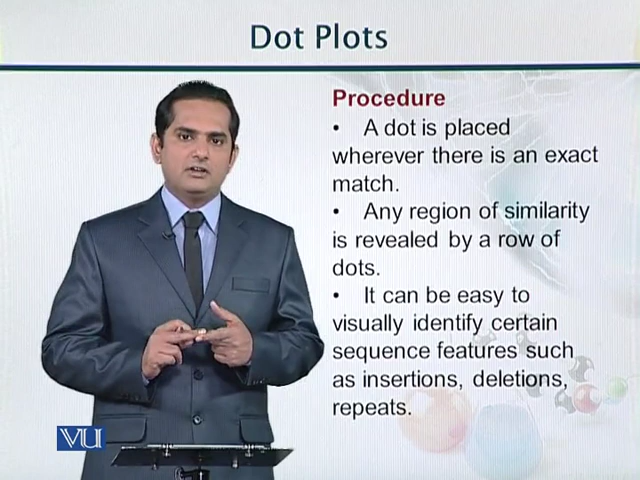 Dot Plots
Procedure
• A dot is placed
wherever there is an exact
match.
• Any region of similarity
is revealed by a row of
dots.
• It can be easy to
visually identify certain
sequence features such
as insertions, deletions,
repeats.
VU